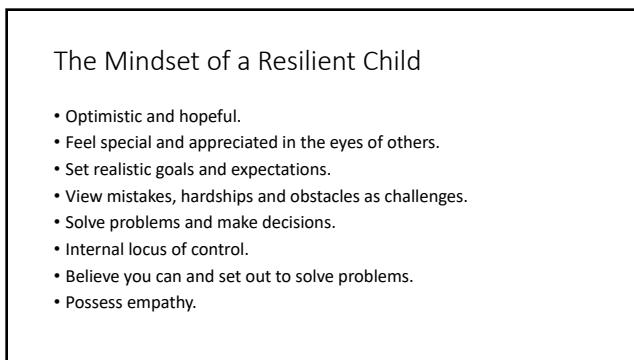 The Mindset of a Resilient Child
• Optimistic and hopeful.
• Feel special and appreciated in the eyes of others.
• Set realistic goals and expectations.
• View mistakes, hardships and obstacles as challenges.
• Solve problems and make decisions.
• Internal locus of control.
• Believe you can and set out to solve problems.
• Possess empathy.